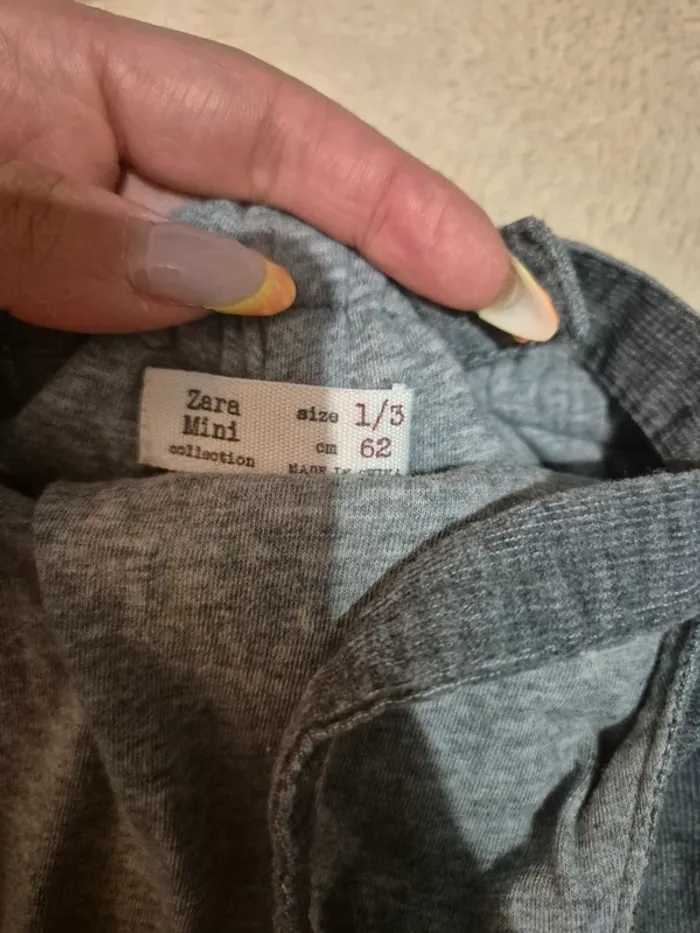 Zara
Mini
collection
size 1/3
cm 62
MADE IN CHINA